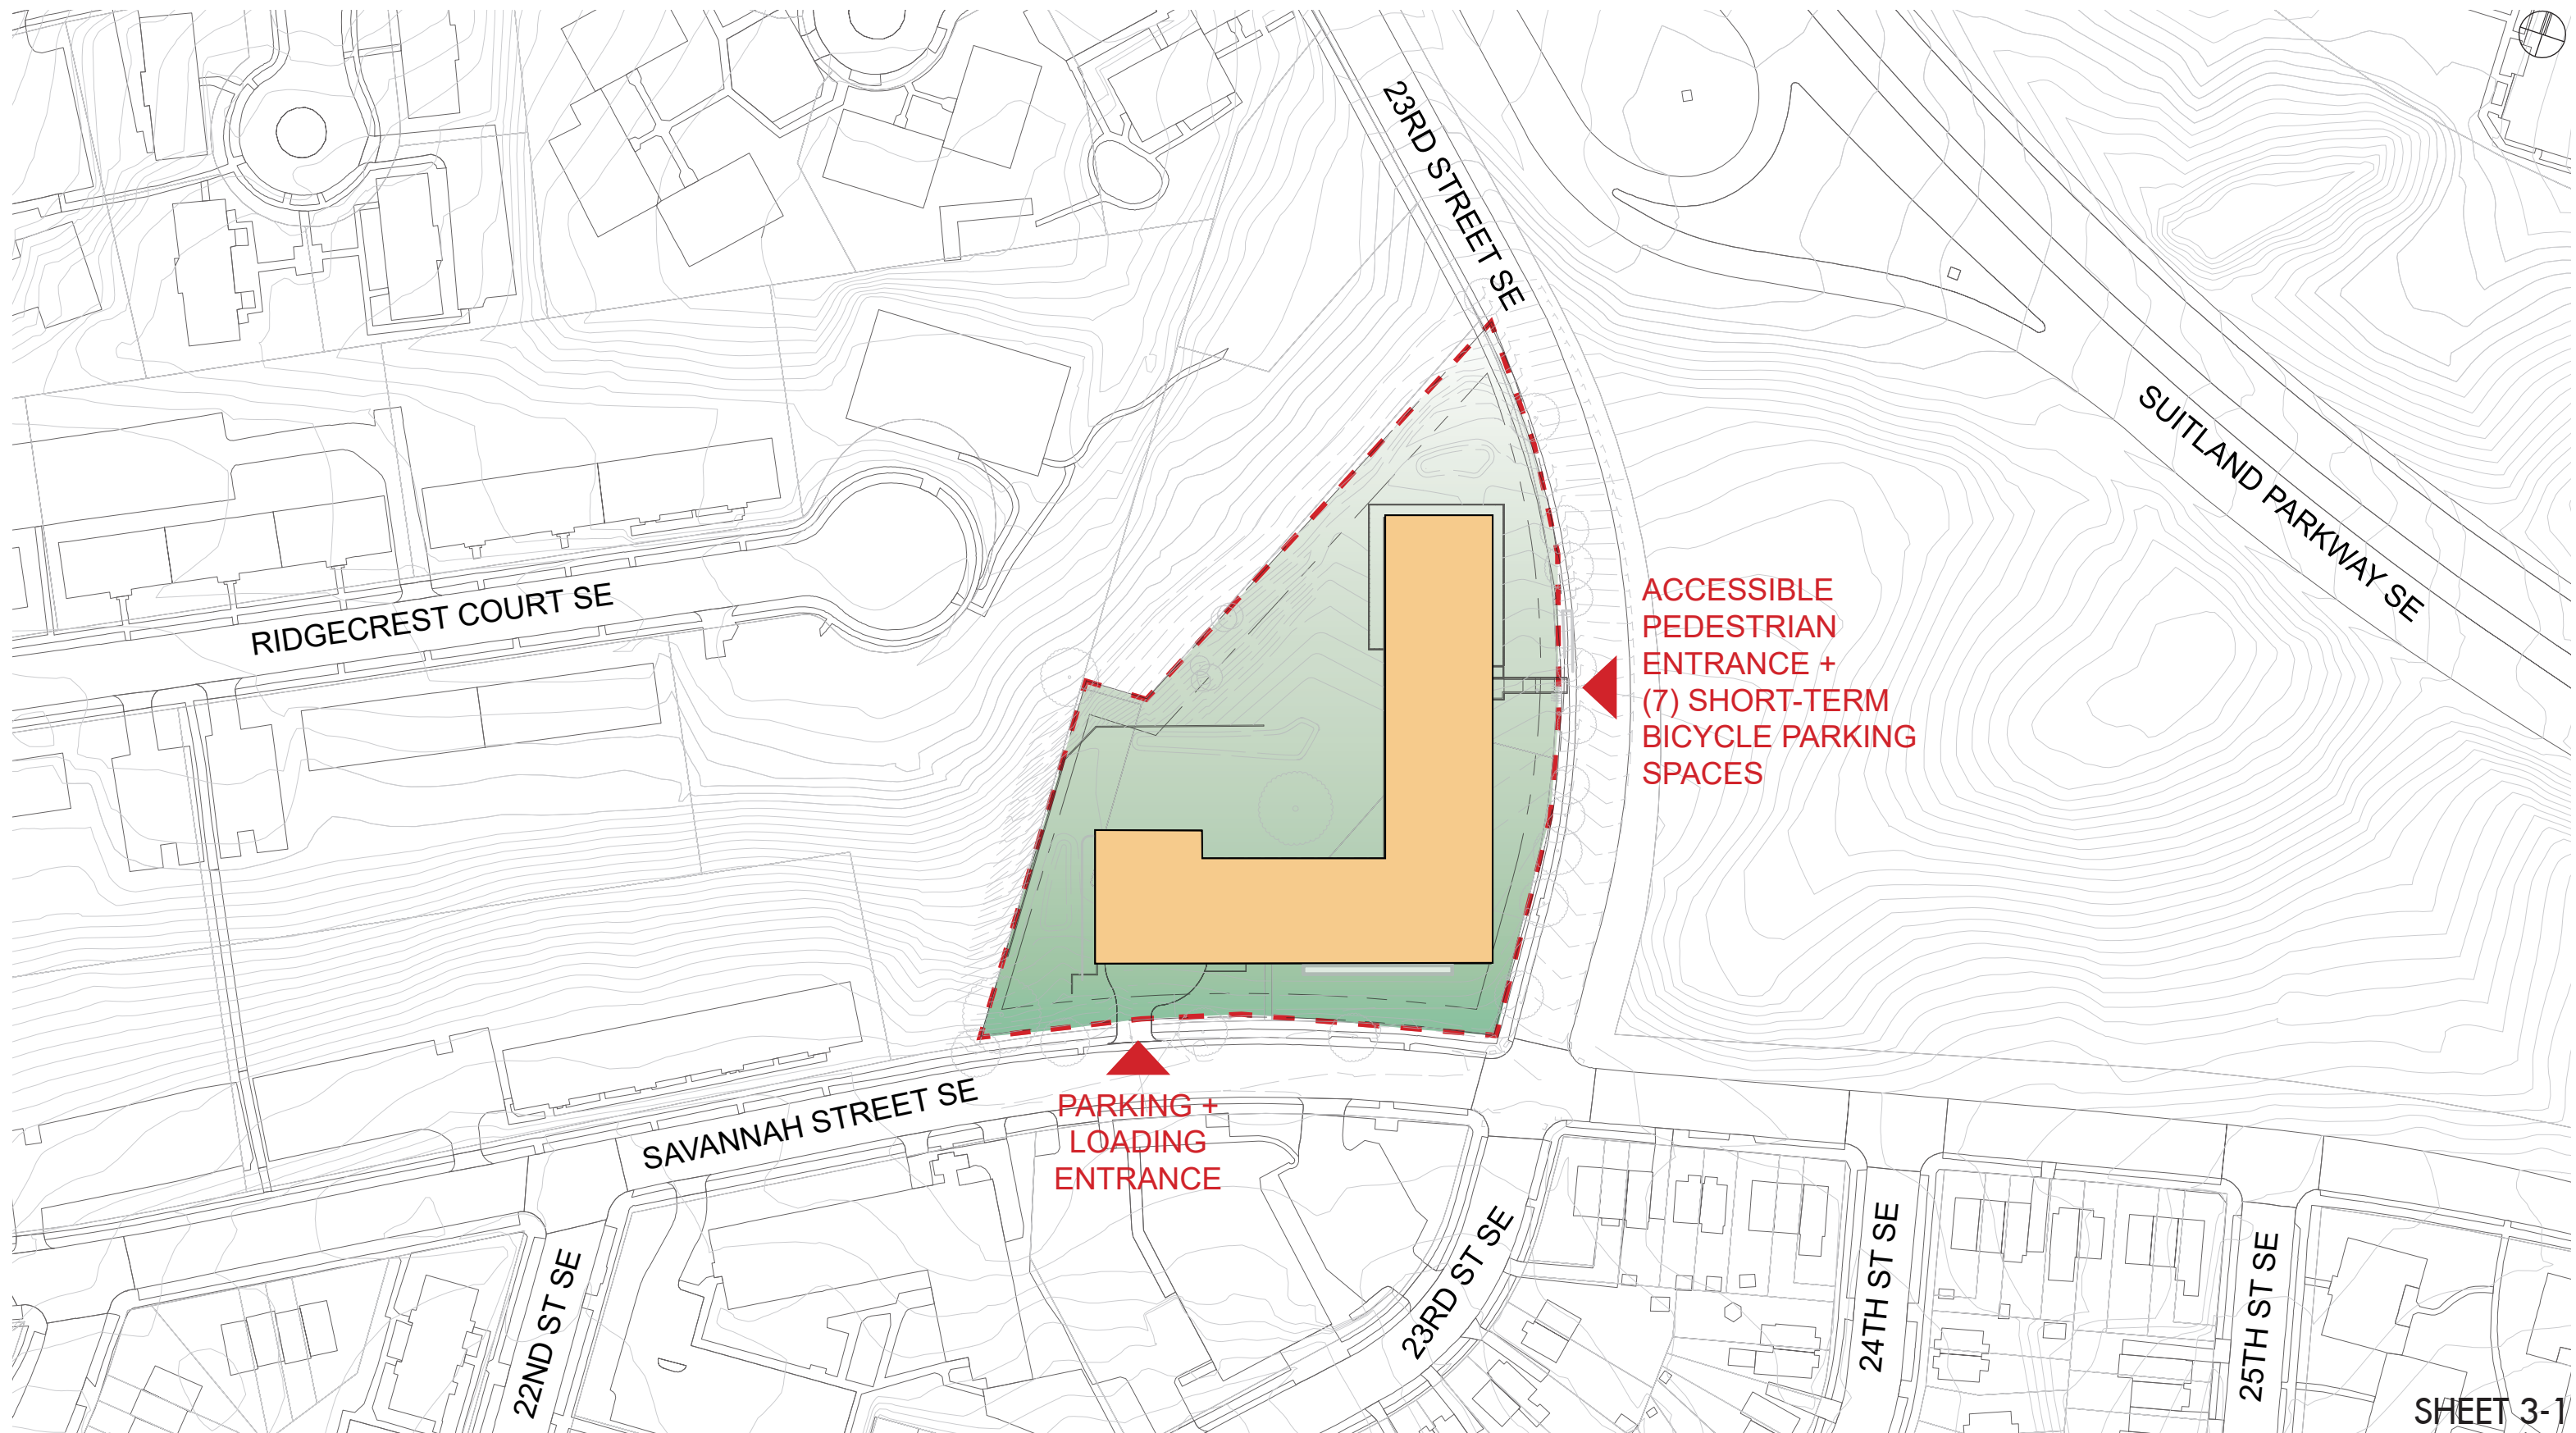 23RD STREET SE
SUITLAND PARKWAY SE
RIDGECREST COURT SE
ACCESSIBLE
PEDESTRIAN
ENTRANCE +
(7) SHORT-TERM
BICYCLE PARKING
SPACES
SAVANNAH STREET SE
PARKING +
LOADING
ENTRANCE
22ND ST SE
23RD ST SE
24TH ST SE
25TH ST SE
SHEET 3-1